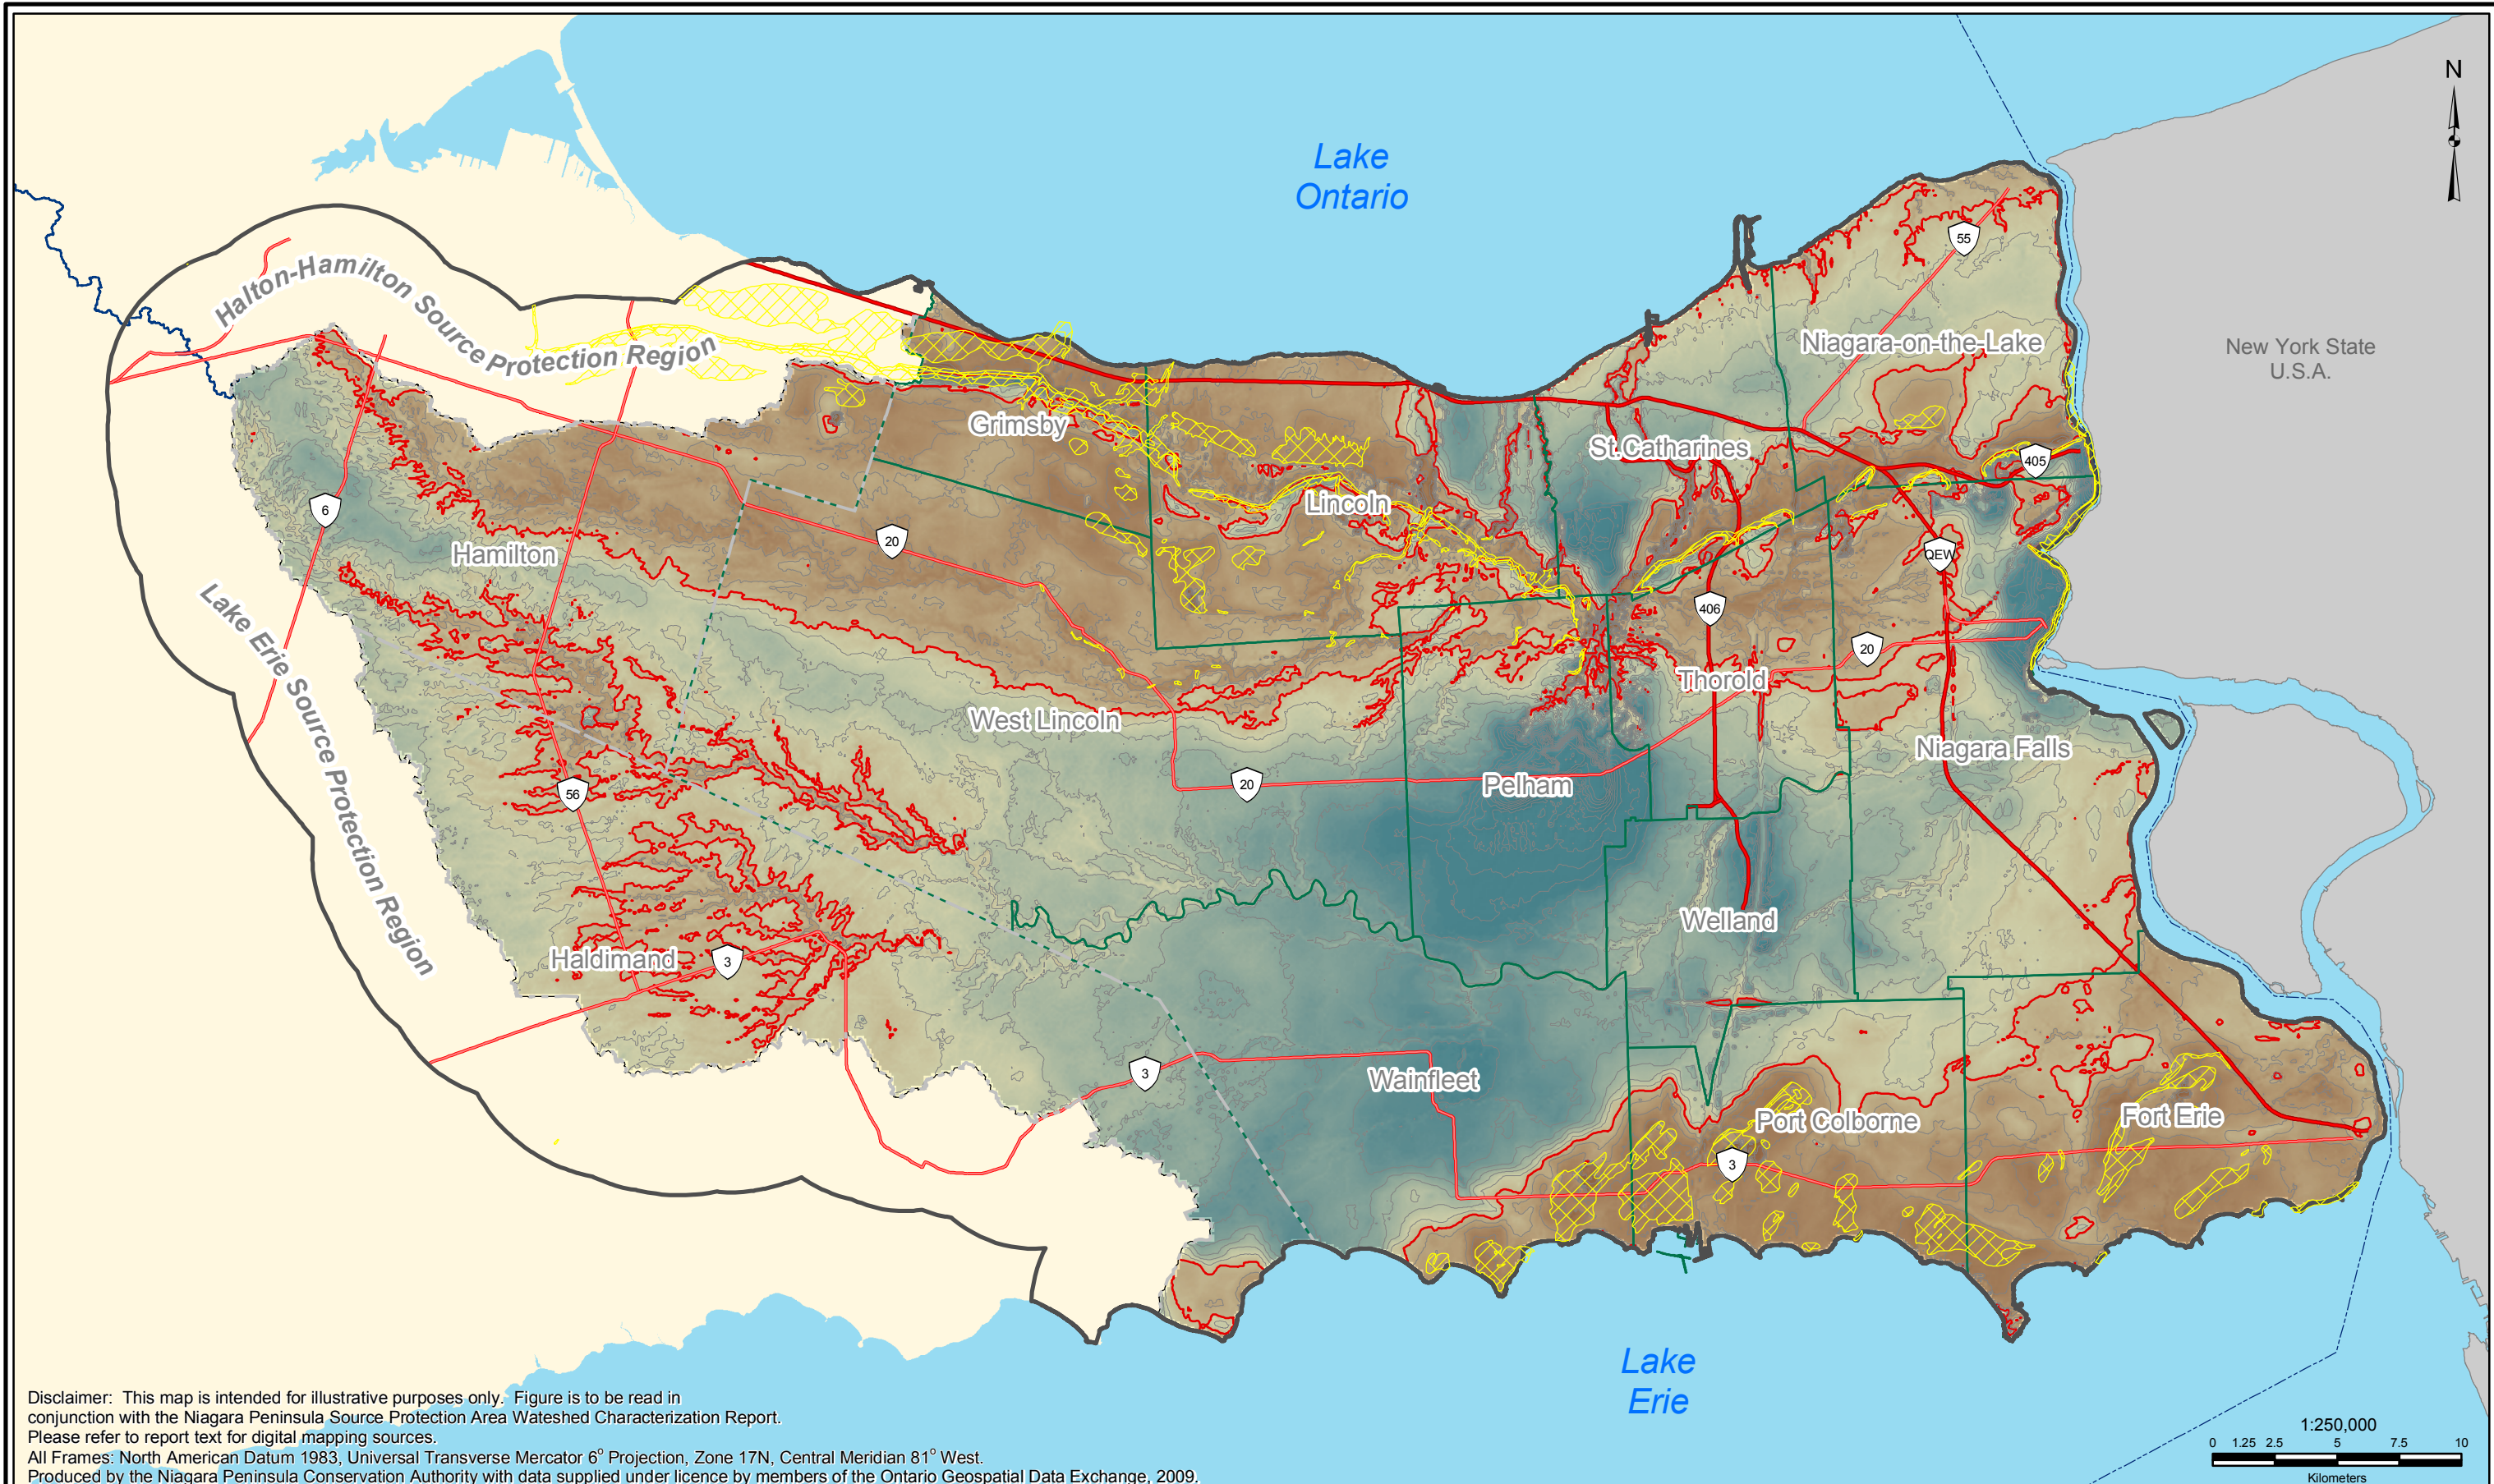 N
Lake
Ontario
55
Halton-Hamilton Source Protection Region
Niagara-on-the-Lake
New York State
U.S.A.
Grimsby
St.Catharines
405
Lincoln
6
20
Hamilton
QEW
406
20
Lake Erie Source Protection Region
Thorold
West Lincoln
Niagara Falls
20
Pelham
56
Welland
Haldimand
3
3
Wainfleet
Port Colborne
Fort Erie
3
Lake
Erie
Disclaimer: This map is intended for illustrative purposes only. Figure is to be read in
conjunction with the Niagara Peninsula Source Protection Area Wateshed Characterization Report.
Please refer to report text for digital mapping sources.
All Frames: North American Datum 1983, Universal Transverse Mercator 6° Projection, Zone 17N, Central Meridian 81° West.
Produced by the Niagara Peninsula Conservation Authority with data supplied under licence by members of the Ontario Geospatial Data Exchange, 2009.
1:250,000
0 1.25 2.5 5 7.5 10
Kilometers